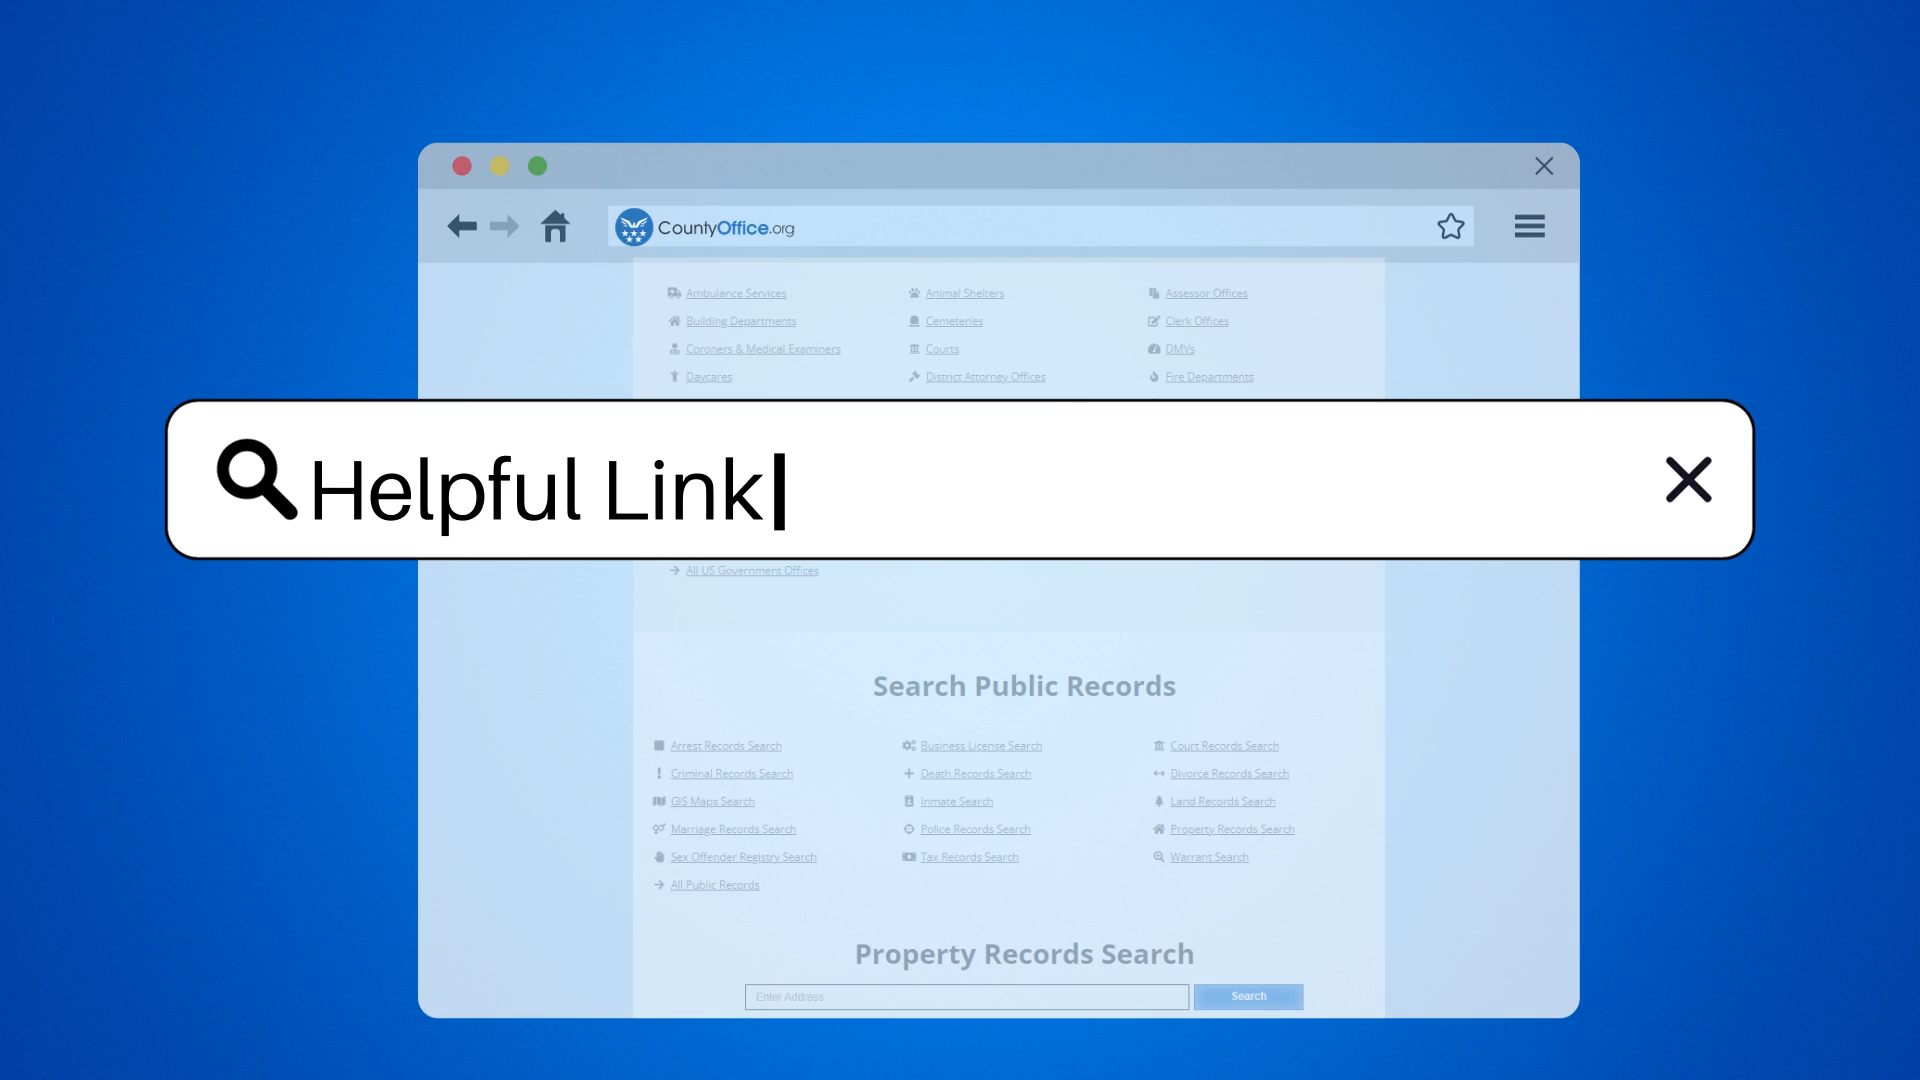 CountyOffice.org
Ambulance Services Animal Shelters Assessor Offices
Building Departments Cemeteries Clerk Offices
Coroners & Medical Examiners Courts DMVs
Daycares District Attorney Offices Fire Departments
Helpful Link
All US Government Offices
Search Public Records
Arrest Records Search Business License Search Court Records Search
Criminal Records Search Death Records Search Divorce Records Search
GIS Maps Search Inmate Search Land Records Search
Marriage Records Search Police Records Search Property Records Search
Sex Offender Registry Search Tax Records Search Warrant Search
All Public Records
Property Records Search
Enter Address Search